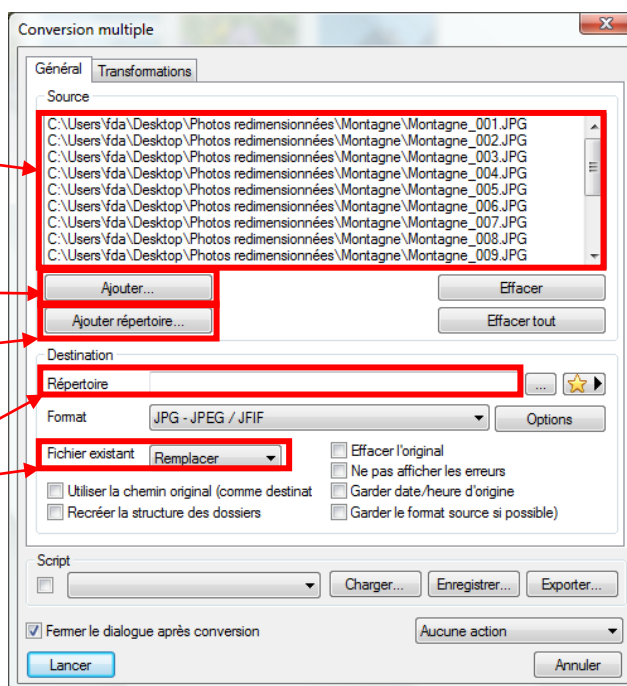 Conversion multiple
Général Transformations
Source
C:\Users\fda\Desktop\Photos redimensionnées\Montagne\Montagne_001.JPG
C:\Users\fda\Desktop\Photos redimensionnées\Montagne\Montagne_002.JPG
C:\Users\fda\Desktop\Photos redimensionnées\Montagne\Montagne_003.JPG
C:\Users\fda\Desktop\Photos redimensionnées\Montagne\Montagne_004.JPG
C:\Users\fda\Desktop\Photos redimensionnées\Montagne\Montagne_005.JPG
C:\Users\fda\Desktop\Photos redimensionnées\Montagne\Montagne_006.JPG
C:\Users\fda\Desktop\Photos redimensionnées\Montagne\Montagne_007.JPG
C:\Users\fda\Desktop\Photos redimensionnées\Montagne\Montagne_008.JPG
C:\Users\fda\Desktop\Photos redimensionnées\Montagne\Montagne_009.JPG
Ajouter... Effacer
Ajouter répertoire... Effacer tout
Destination
Répertoire ...
Format JPG - JPEG / JFIF Options
Fichier existant Remplacer Effacer l'original
Ne pas afficher les erreurs
Utiliser la chemin original (comme destinat Garder date/heure d'origine
Recréer la structure des dossiers Garder le format source si possible)
Script
Charger... Enregistrer... Exporter...
Fermer le dialogue après conversion Aucune action
Lancer Annuler